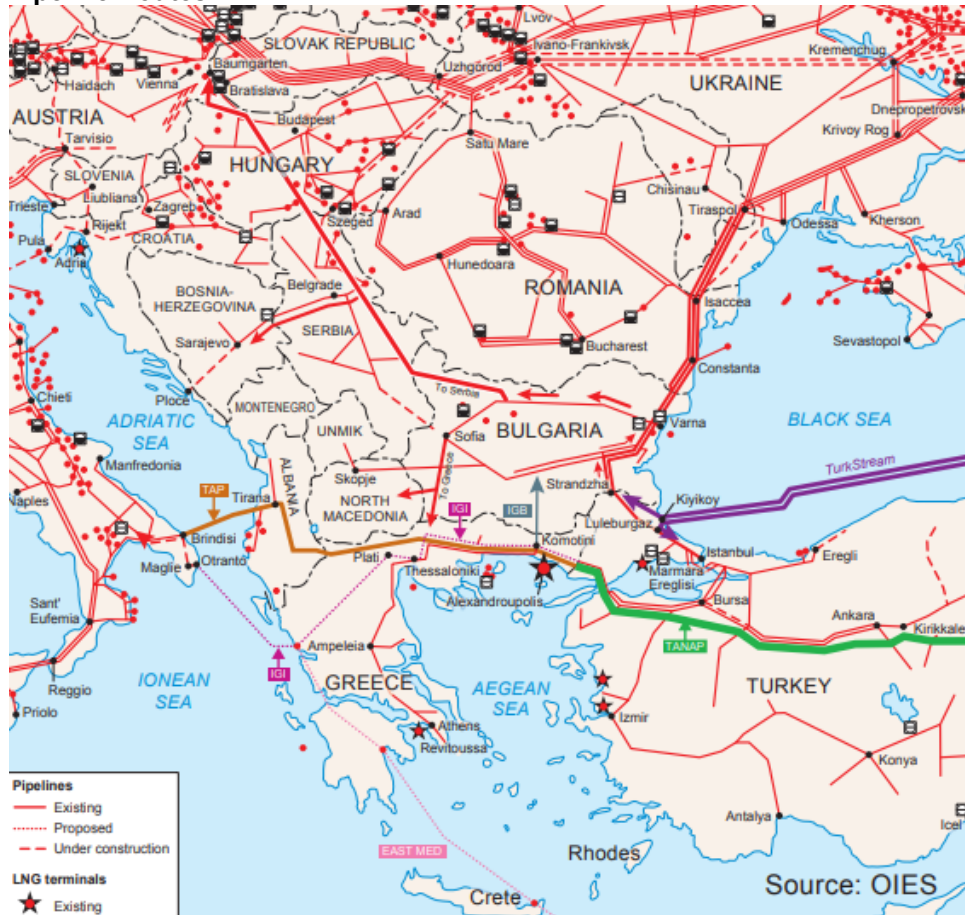 SLOVAK REPUBLIC
Lvov
Ivano-Frankivsk
Kremenchug
Baumgarten
Uzhgorod
Haidach
Vienna
Bratislava
UKRAINE
Dnepropetrovsk
AUSTRIA
Budapest
Krivoy Rog
Tarvisio
HUNGARY
Satu Mare
SLOVENIA
Chisinau
Liubliana
Zagreb
Trieste
Szeged
Arad
Tiraspol
Odessa
Kherson
Rijekt
Pula
CROATIA
Adria
Hunedoara
BOSNIA-
HERZEGOVINA
Belgrade
ROMANIA
Isaccea
SERBIA
Sarajevo
Bucharest
Sevastopol
Constanta
Ploce
To Serbia
Chieti
MONTENEGRO
ADRIATIC
SEA
UNMIK
Sofia
BULGARIA
Varna
BLACK SEA
Manfredonia
ALBANIA
Skopje
To Greece
Strandzha
TurkStream
Naples
TAP
Tirana
NORTH
MACEDONIA
IGI
IGB
Kiyikoy
Luleburgaz
Brindisi
Plati
Komotini
Istanbul
Eregli
Maglie
Otranto
Thessaloniki
Marmara
Ereglisi
Alexandroupolis
Bursa
Sant'
Eufemia
Ankara
Kirikkale
Ampeleia
TANAP
IGI
Reggio
IONEAN
SEA
GREECE
AEGEAN
SEA
TURKEY
Priolo
Athens
Izmir
Revitoussa
Konya
Pipelines
Existing
Proposed
Under construction
Antalya
Icel
EAST MED
Rhodes
LNG terminals
Existing
Crete
Source: OIES